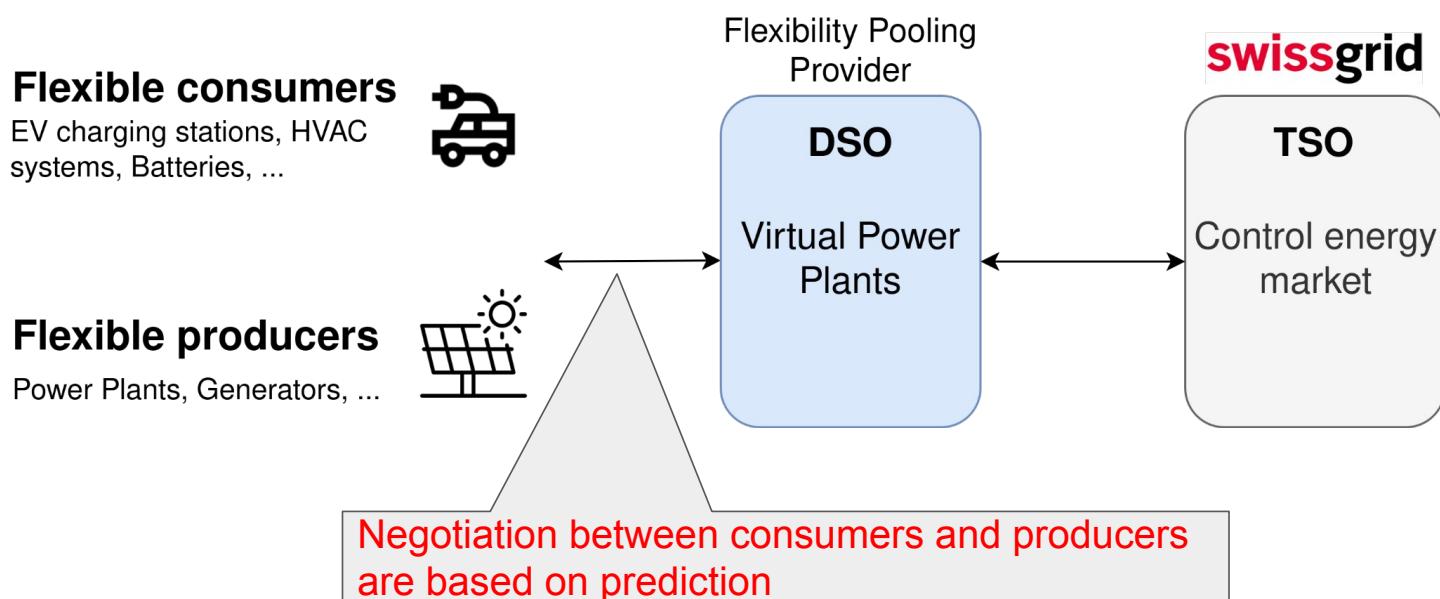 Flexible consumers
EV charging stations, HVAC
systems, Batteries, ...
Flexible producers
Power Plants, Generators, ...
Flexibility Pooling
Provider
DSO
Virtual Power
Plants
swissgrid
TSO
Control energy
market
Negotiation between consumers and producers
are based on prediction